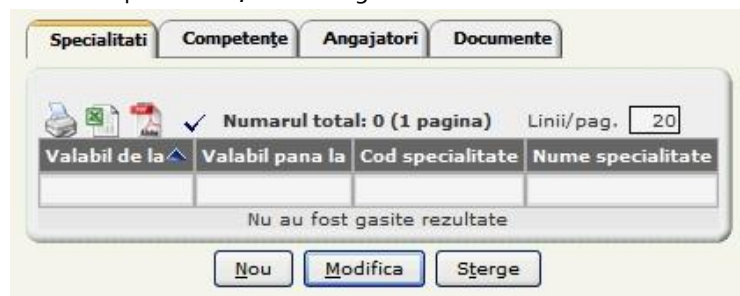 Specialitati Competenţe Angajatori Documente
Numarul total: 0 (1 pagina) Linii/pag. 20
Valabil de la Valabil pana la Cod specialitate Nume specialitate
Nu au fost gasite rezultate
Nou Modifica Sterge